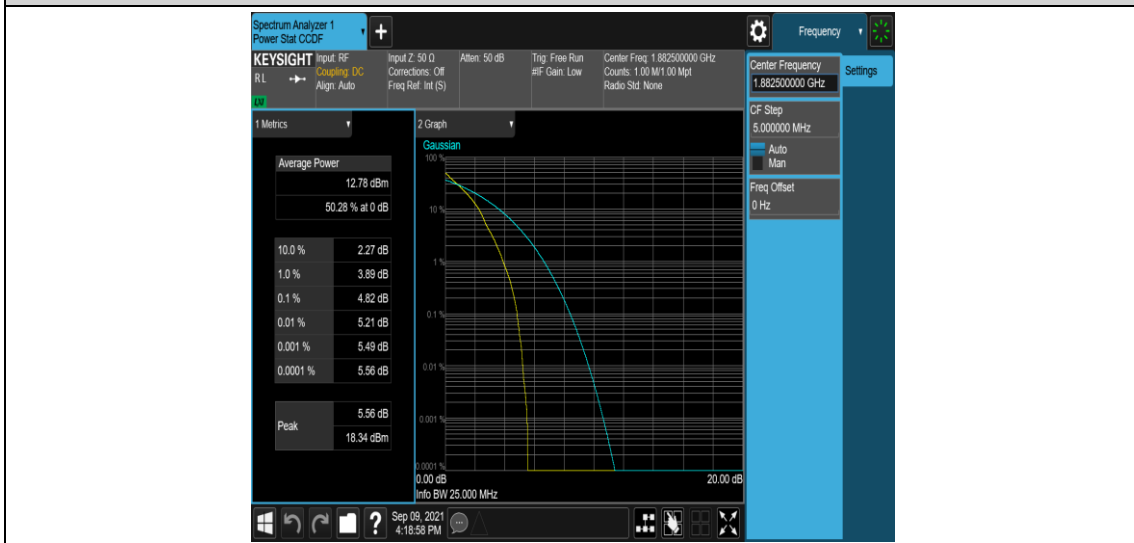 Spectrum Analyzer 1
Power Stat CCDF
+
Frequency
KEYSIGHT
RL
LXI
Input: RF
Coupling: DC
Align: Auto
Input Z: 50 Ω
Corrections: Off
Freq Ref: Int (S)
Atten: 50 dB
Trig: Free Run
#IF Gain: Low
Center Freq: 1.882500000 GHz
Counts: 1.00 M/1.00 Mpt
Radio Std: None
Center Frequency
1.882500000 GHz
Settings
CF Step
5.000000 MHz
Auto
Man
Freq Offset
0 Hz
1 Metrics
Average Power
12.78 dBm
50.28 % at 0 dB
10.0 % 2.27 dB
1.0 % 3.89 dB
0.1 % 4.82 dB
0.01 % 5.21 dB
0.001 % 5.49 dB
0.0001 % 5.56 dB
Peak
5.56 dB
18.34 dBm
2 Graph
Gaussian
100 %
10 %
1 %
0.1 %
0.01 %
0.001 %
0.0001 %
0.00 dB 20.00 dB
Info BW 25.000 MHz
?
Sep 09, 2021
4:18:58 PM